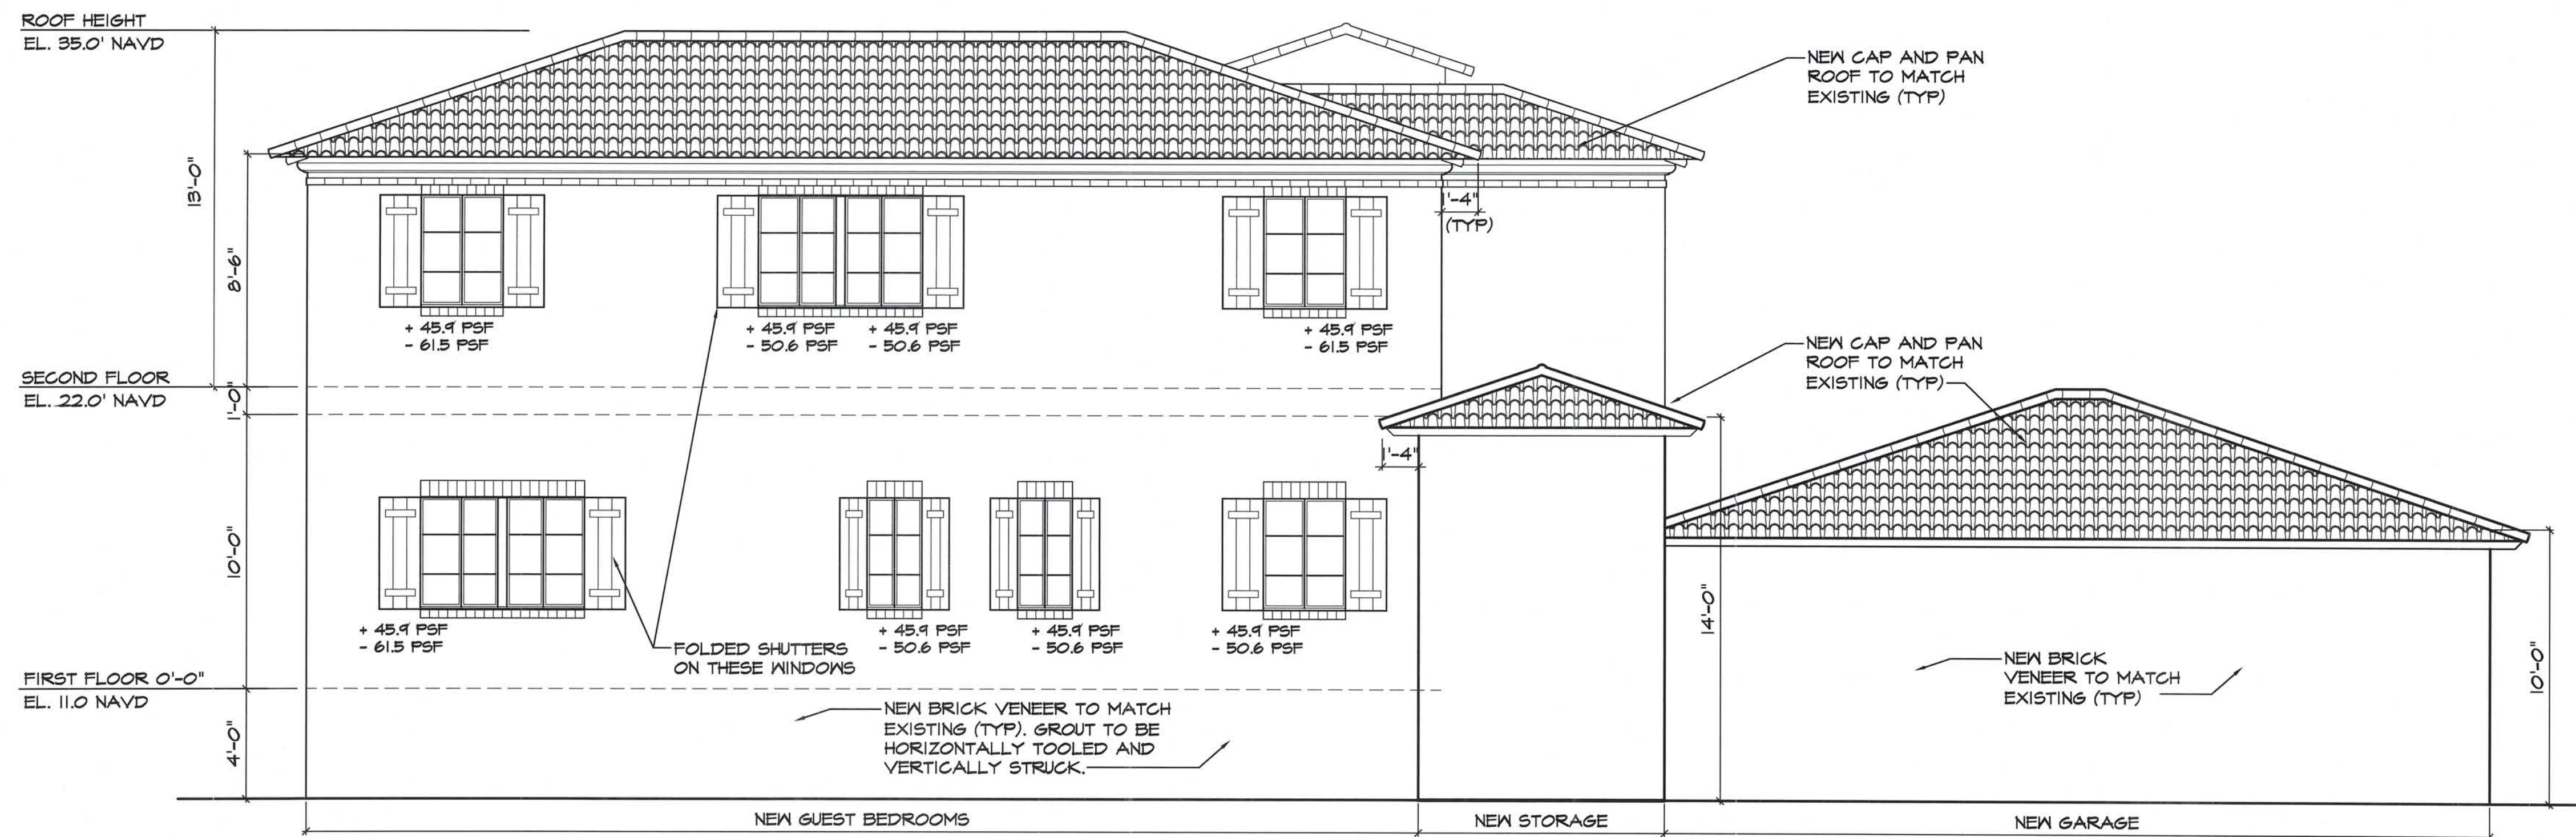 ROOF HEIGHT
EL. 35.0' NAVD
13'-0"
8'-6"
SECOND FLOOR
EL. 22.0' NAVD
1'-0"
10'-0"
FIRST FLOOR 0'-0"
EL. 11.0 NAVD
4'-0"
NEW CAP AND PAN
ROOF TO MATCH
EXISTING (TYP)
1'-4"
(TYP)
+ 45.9 PSF
- 61.5 PSF
+ 45.9 PSF
- 50.6 PSF
+ 45.9 PSF
- 50.6 PSF
+ 45.9 PSF
- 61.5 PSF
NEW CAP AND PAN
ROOF TO MATCH
EXISTING (TYP)
1'-4"
+ 45.9 PSF
- 61.5 PSF
+ 45.9 PSF
- 50.6 PSF
+ 45.9 PSF
- 50.6 PSF
+ 45.9 PSF
- 50.6 PSF
FOLDED SHUTTERS
ON THESE WINDOWS
14'-0"
10'-0"
NEW BRICK
VENEER TO MATCH
EXISTING (TYP)
NEW BRICK VENEER TO MATCH
EXISTING (TYP). GROUT TO BE
HORIZONTALLY TOOLED AND
VERTICALLY STRUCK.
NEW GUEST BEDROOMS
NEW STORAGE
NEW GARAGE